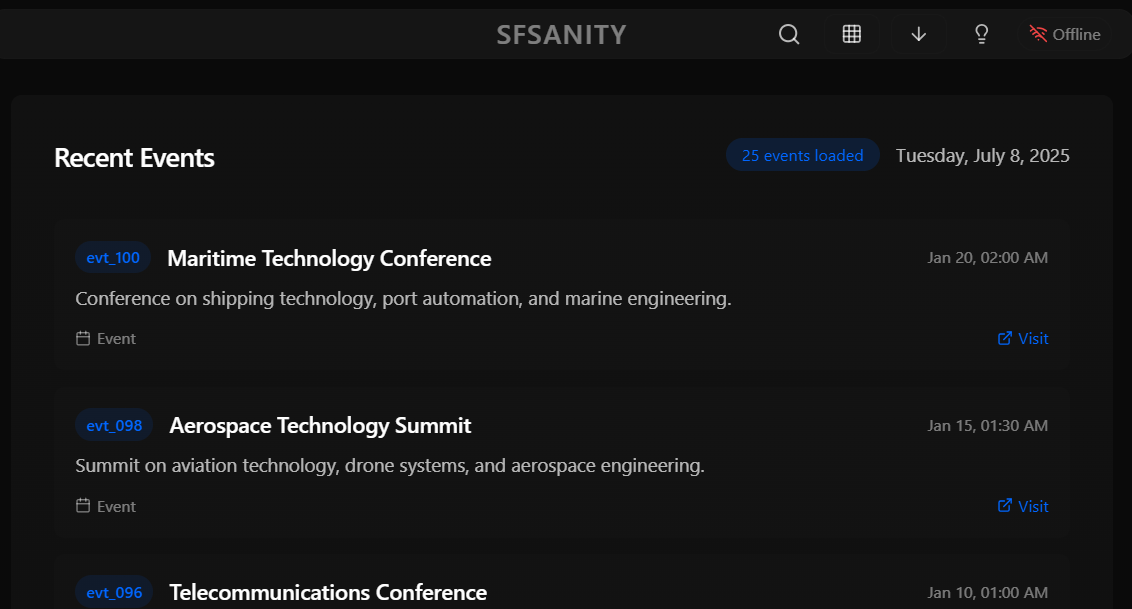 SFSANITY
Offline
Recent Events
25 events loaded
Tuesday, July 8, 2025
evt_100
Maritime Technology Conference
Jan 20, 02:00 AM
Conference on shipping technology, port automation, and marine engineering.
Event
Visit
evt_098
Aerospace Technology Summit
Jan 15, 01:30 AM
Summit on aviation technology, drone systems, and aerospace engineering.
Event
Visit
evt_096
Telecommunications Conference
Jan 10, 01:00 AM